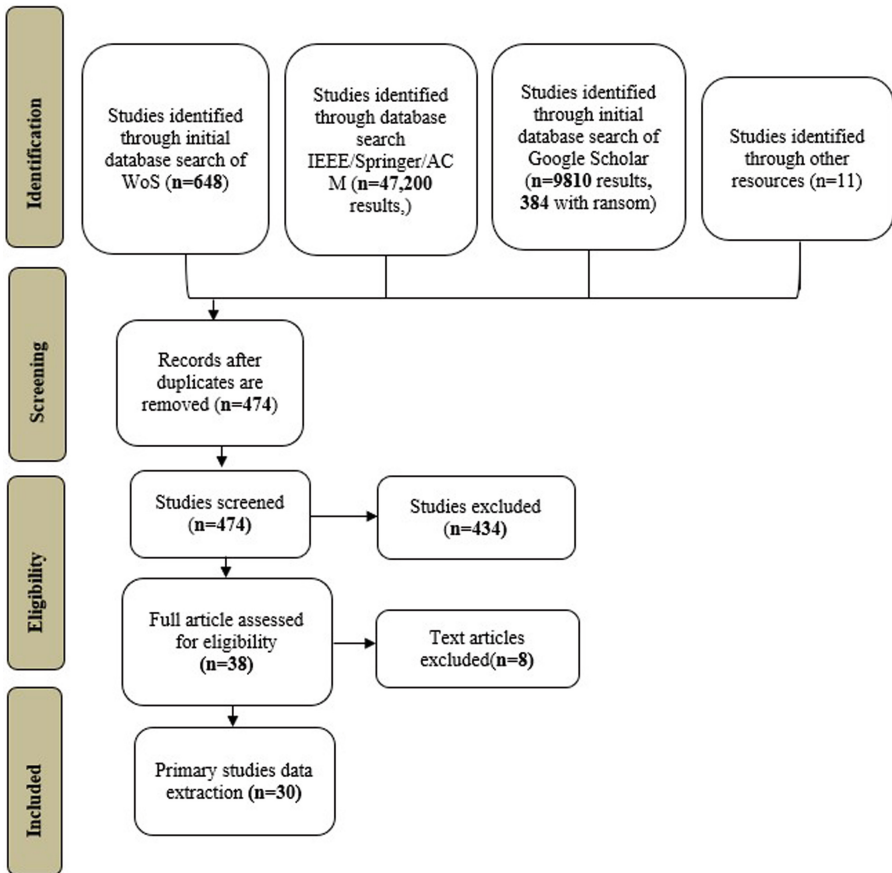 Identification
Studies identified
through initial
database search of
WoS (n=648)
Studies identified
through database
search
IEEE/Springer/AC
M (n=47,200
results,)
Studies identified
through initial
database search of
Google Scholar
(n=9810 results,
384 with ransom)
Studies identified
through other
resources (n=11)
Screening
Records after
duplicates are
removed (n=474)
Eligibility
Studies screened
(n=474)
Studies excluded
(n=434)
Full article assessed
for eligibility
(n=38)
Text articles
excluded(n=8)
Included
Primary studies data
extraction (n=30)